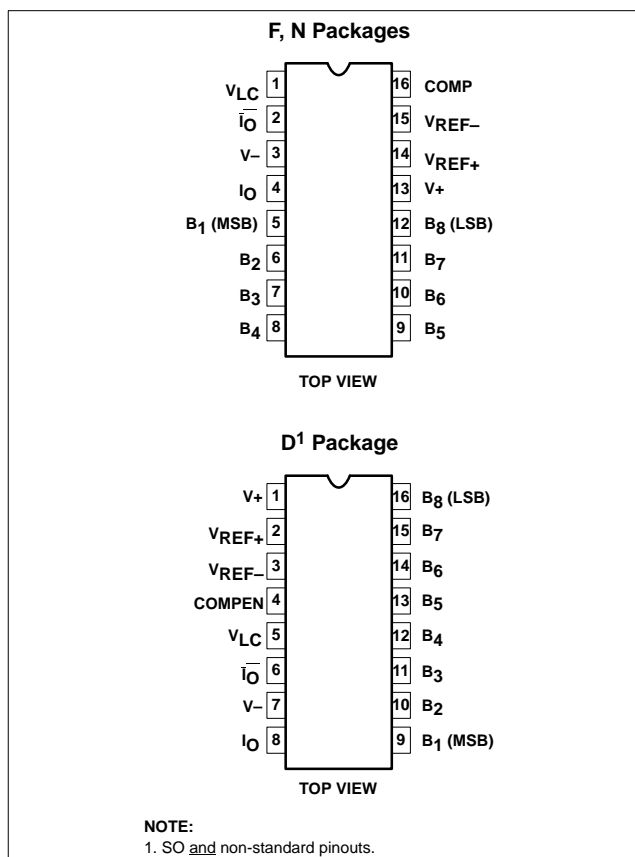 F, N Packages
VLC 1 16 COMP
IO 2 15 VREF–
V– 3 14 VREF+
IO 4 13 V+
B1 (MSB) 5 12 B8 (LSB)
B2 6 11 B7
B3 7 10 B6
B4 8 9 B5
TOP VIEW
D1 Package
V+ 1 16 B8 (LSB)
VREF+ 2 15 B7
VREF– 3 14 B6
COMPEN 4 13 B5
VLC 5 12 B4
IO 6 11 B3
V– 7 10 B2
IO 8 9 B1 (MSB)
TOP VIEW
NOTE:
1. SO and non-standard pinouts.